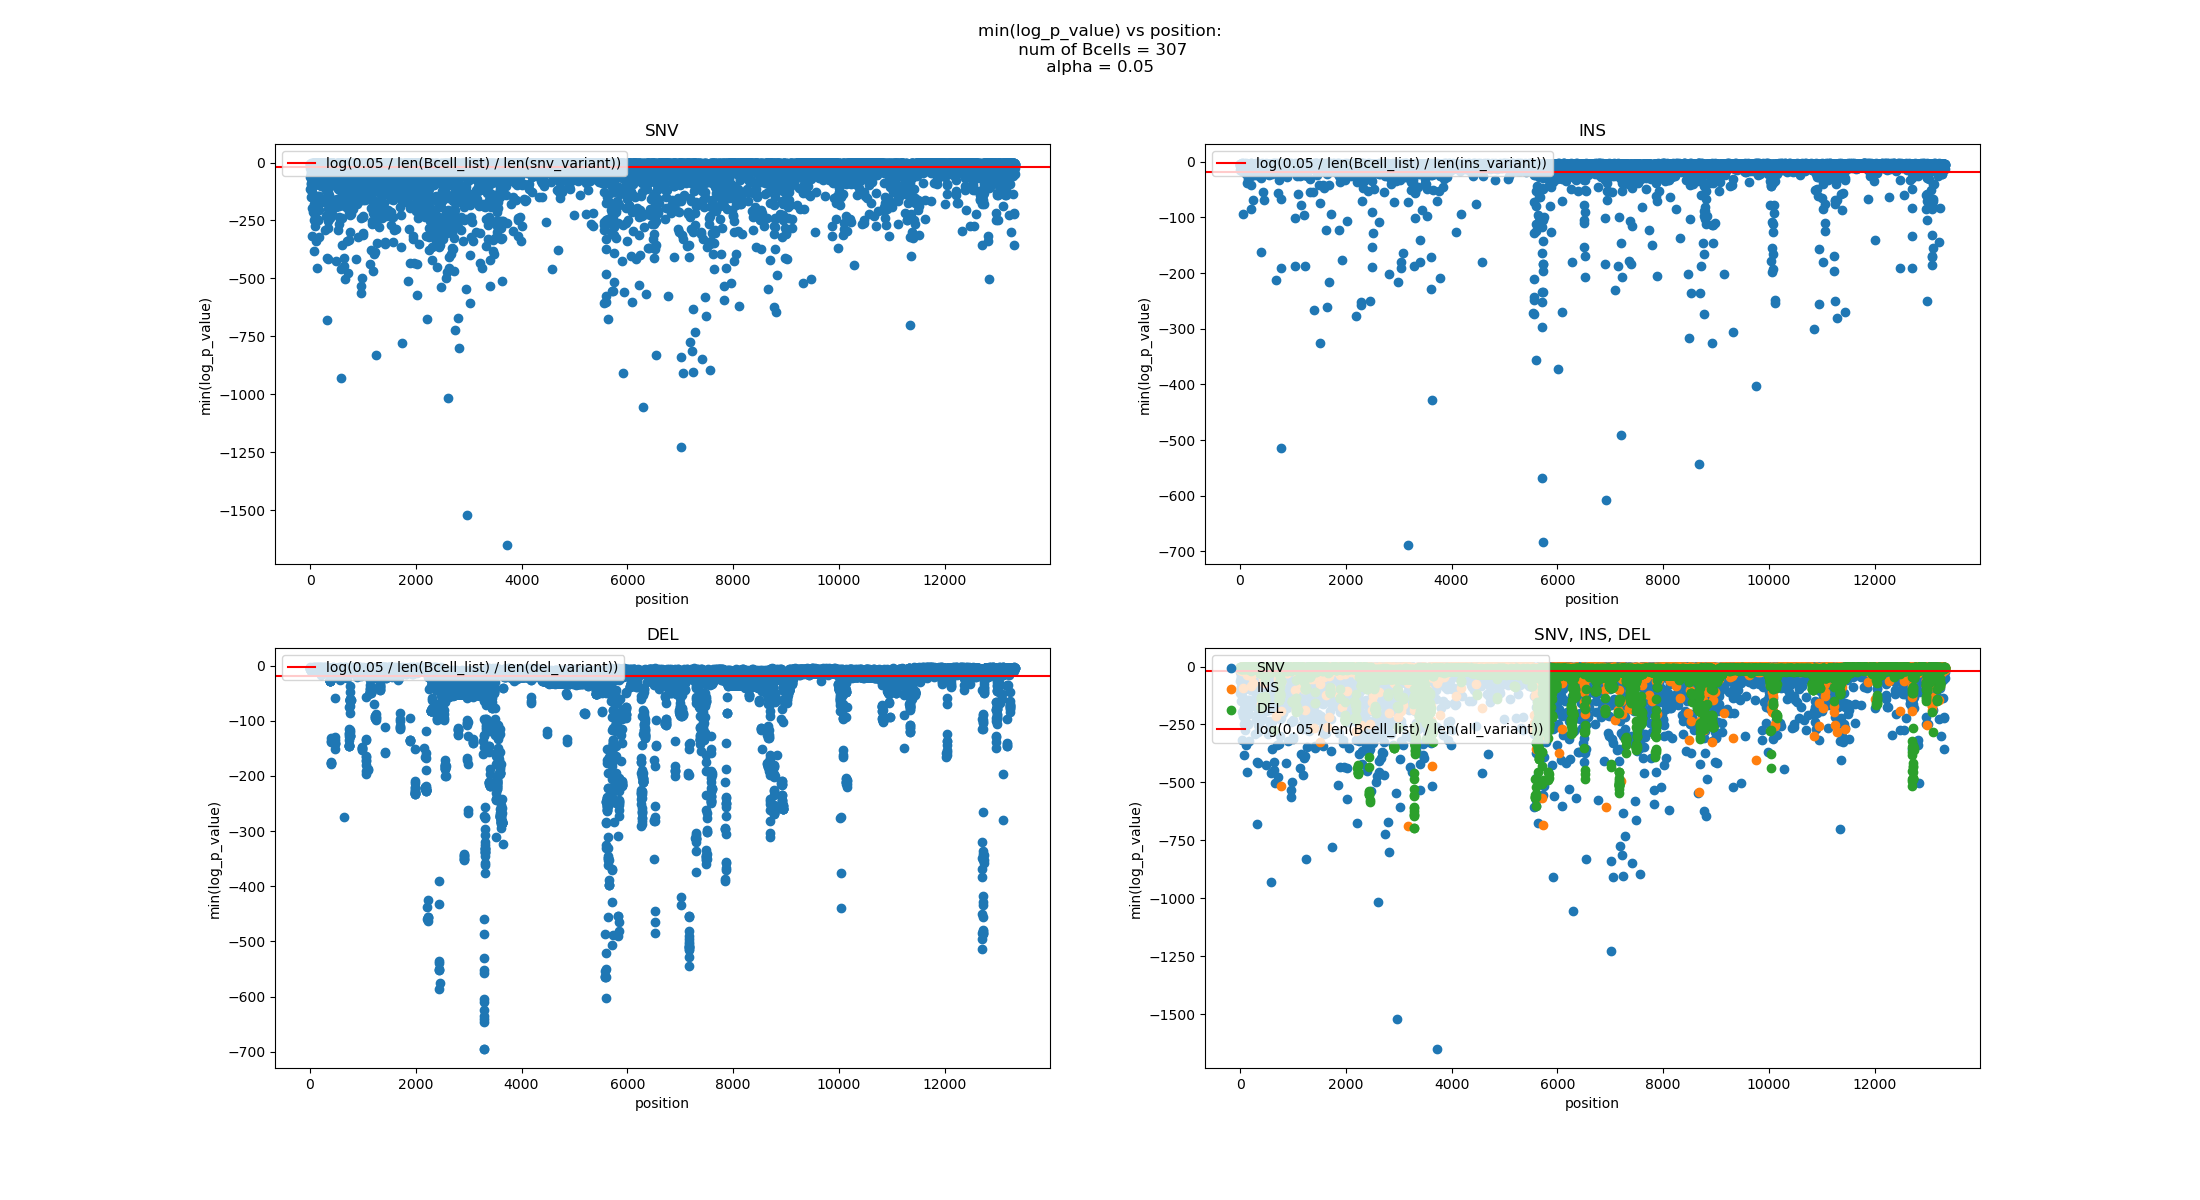 min(log_p_value) vs position:
num of Bcells = 307
alpha = 0.05
SNV
log(0.05 / len(Bcell_list) / len(snv_variant))
0
−250
−500
−750
−1000
−1250
−1500
min(log_p_value)
0 2000 4000 6000 8000 10000 12000
position
INS
log(0.05 / len(Bcell_list) / len(ins_variant))
0
−100
−200
−300
−400
−500
−600
−700
min(log_p_value)
0 2000 4000 6000 8000 10000 12000
position
DEL
log(0.05 / len(Bcell_list) / len(del_variant))
0
−100
−200
−300
−400
−500
−600
−700
min(log_p_value)
0 2000 4000 6000 8000 10000 12000
position
SNV, INS, DEL
SNV
INS
DEL
log(0.05 / len(Bcell_list) / len(all_variant))
0
−250
−500
−750
−1000
−1250
−1500
min(log_p_value)
0 2000 4000 6000 8000 10000 12000
position